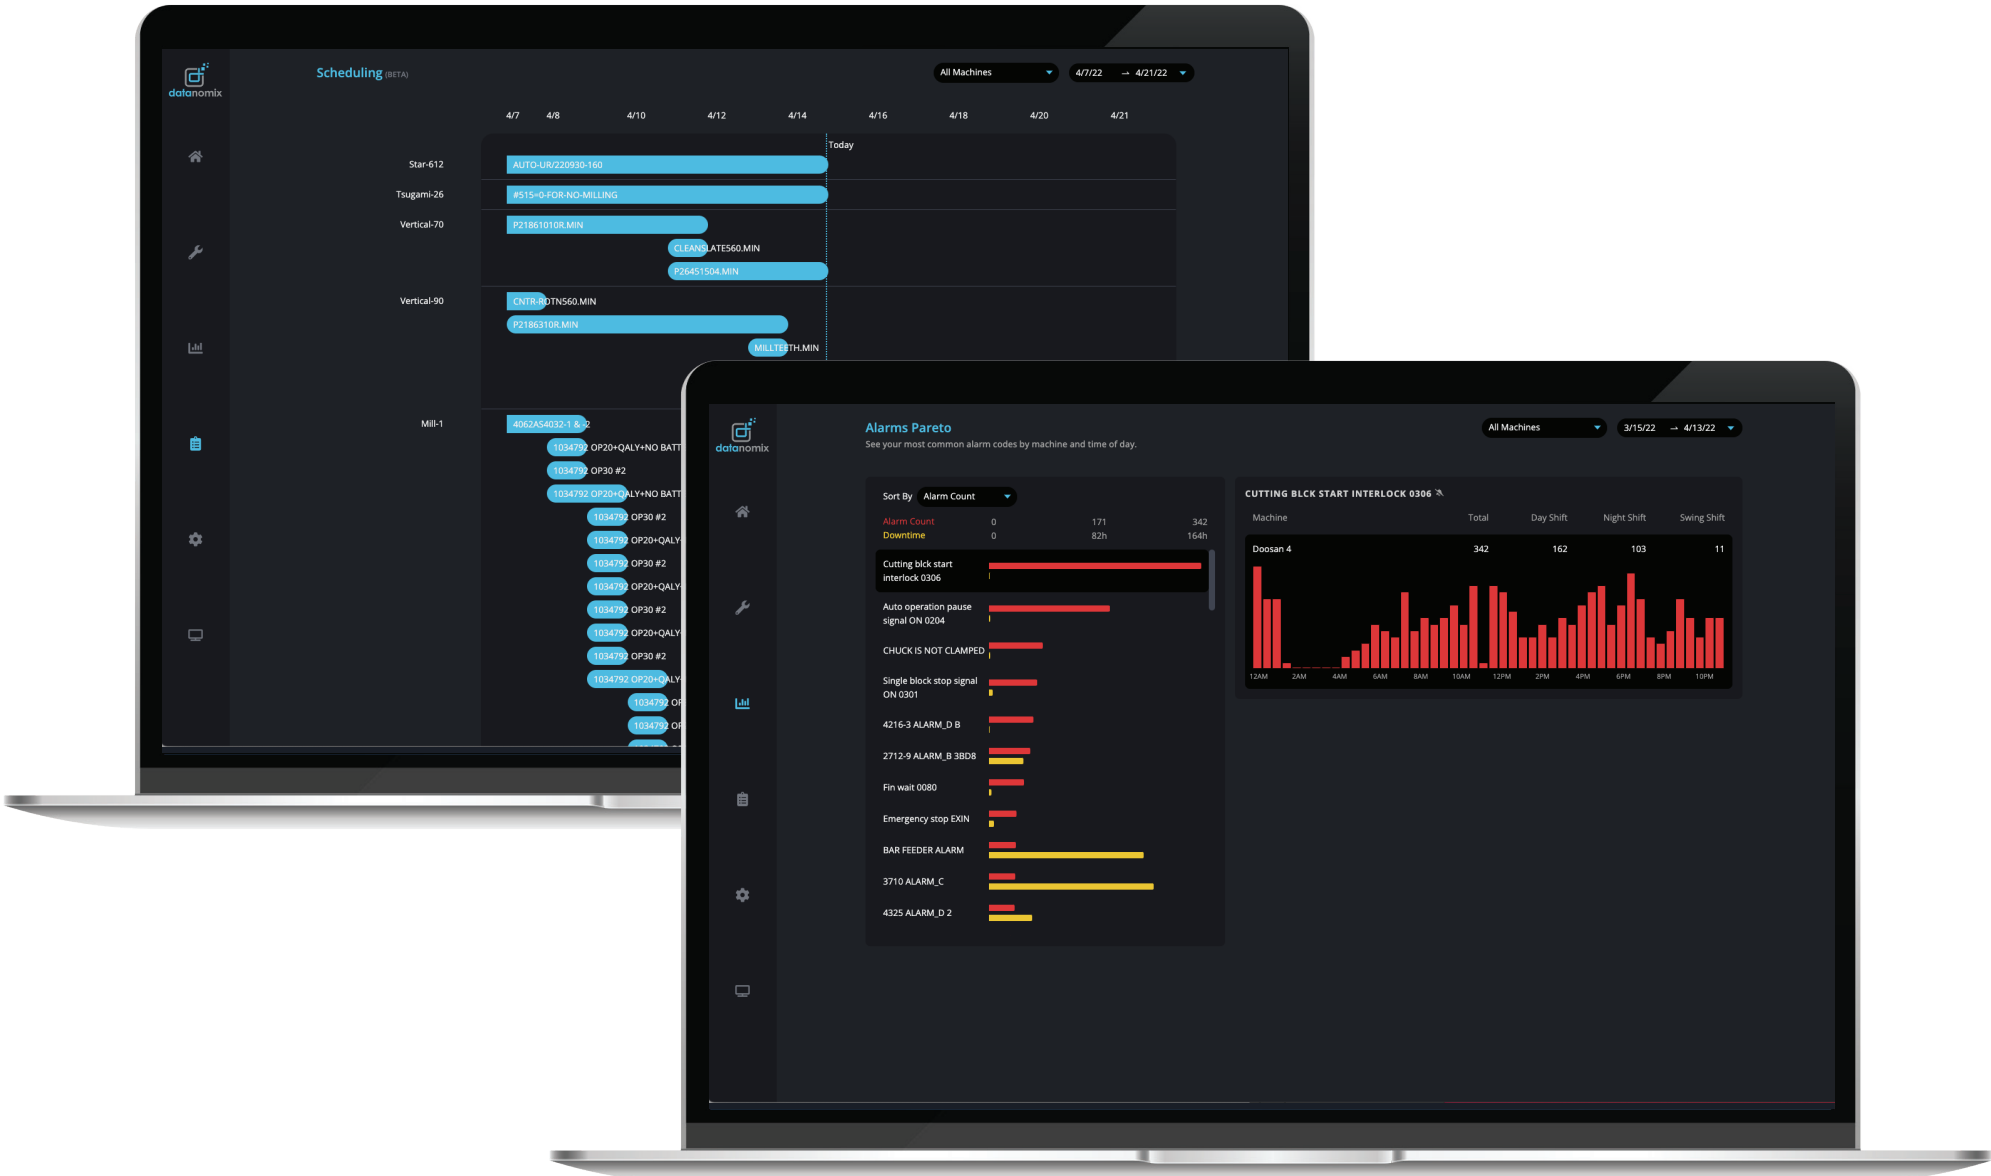 datanomix
Scheduling (BETA)
All Machines
4/7/22 → 4/21/22
4/7 4/8 4/10 4/12 4/14 4/16 4/18 4/20 4/21
Today
Star-612 AUTO-UR/220930-160
Tsugami-26 #515=0-FOR-NO-MILLING
Vertical-70 P21861010R.MIN
CLEANSLATE560.MIN
P26451504.MIN
Vertical-90 CNTR-ROTN560.MIN
P2186310R.MIN
MILLTEETH.MIN
Mill-1 4062AS4032-1 & -2
1034792 OP20+QALY+NO BATT
1034792 OP30 #2
1034792 OP20+QALY+NO BATT
1034792 OP30 #2
1034792 OP20+QALY
1034792 OP30 #2
1034792 OP20+QALY
1034792 OP30 #2
1034792 OP20+QALY
1034792 OP30 #2
1034792 OP20+QALY
1034792 OP
1034792 OP
datanomix
Alarms Pareto
See your most common alarm codes by machine and time of day.
All Machines
3/15/22 → 4/13/22
Sort By Alarm Count
Alarm Count 0 171 342
Downtime 0 82h 164h
Cutting blck start
interlock 0306
Auto operation pause
signal ON 0204
CHUCK IS NOT CLAMPED
Single block stop signal
ON 0301
4216-3 ALARM_D B
2712-9 ALARM_B 3BD8
Fin wait 0080
Emergency stop EXIN
BAR FEEDER ALARM
3710 ALARM_C
4325 ALARM_D 2
CUTTING BLCK START INTERLOCK 0306
Machine Total Day Shift Night Shift Swing Shift
Doosan 4 342 162 103 11
12AM 2AM 4AM 6AM 8AM 10AM 12PM 2PM 4PM 6PM 8PM 10PM